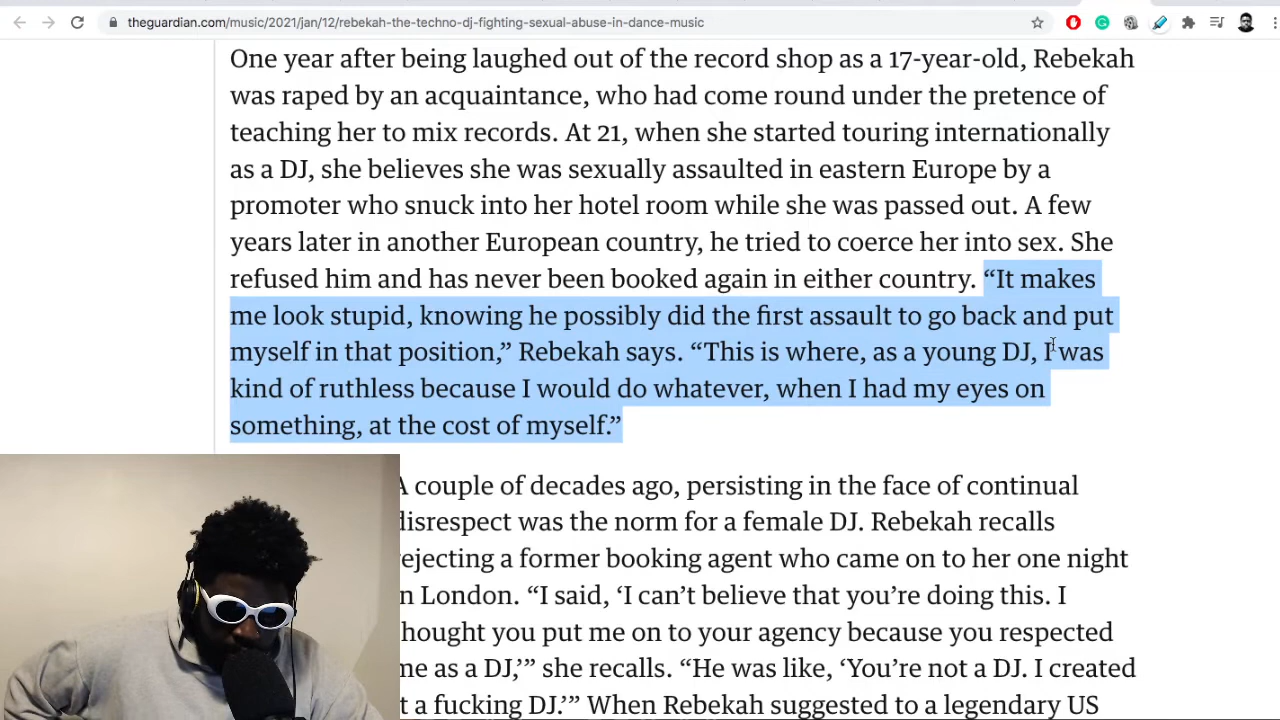 theguardian.com/music/2021/jan/12/rebekah-the-techno-dj-fighting-sexual-abuse-in-dance-music
One year after being laughed out of the record shop as a 17-year-old, Rebekah
was raped by an acquaintance, who had come round under the pretence of
teaching her to mix records. At 21, when she started touring internationally
as a DJ, she believes she was sexually assaulted in eastern Europe by a
promoter who snuck into her hotel room while she was passed out. A few
years later in another European country, he tried to coerce her into sex. She
refused him and has never been booked again in either country. “It makes
me look stupid, knowing he possibly did the first assault to go back and put
myself in that position,” Rebekah says. “This is where, as a young DJ, I was
kind of ruthless because I would do whatever, when I had my eyes on
something, at the cost of myself.”
A couple of decades ago, persisting in the face of continual
disrespect was the norm for a female DJ. Rebekah recalls
rejecting a former booking agent who came on to her one night
in London. “I said, ‘I can’t believe that you’re doing this. I
thought you put me on to your agency because you respected
me as a DJ,’” she recalls. “He was like, ‘You’re not a DJ. I created
a fucking DJ.’” When Rebekah suggested to a legendary US